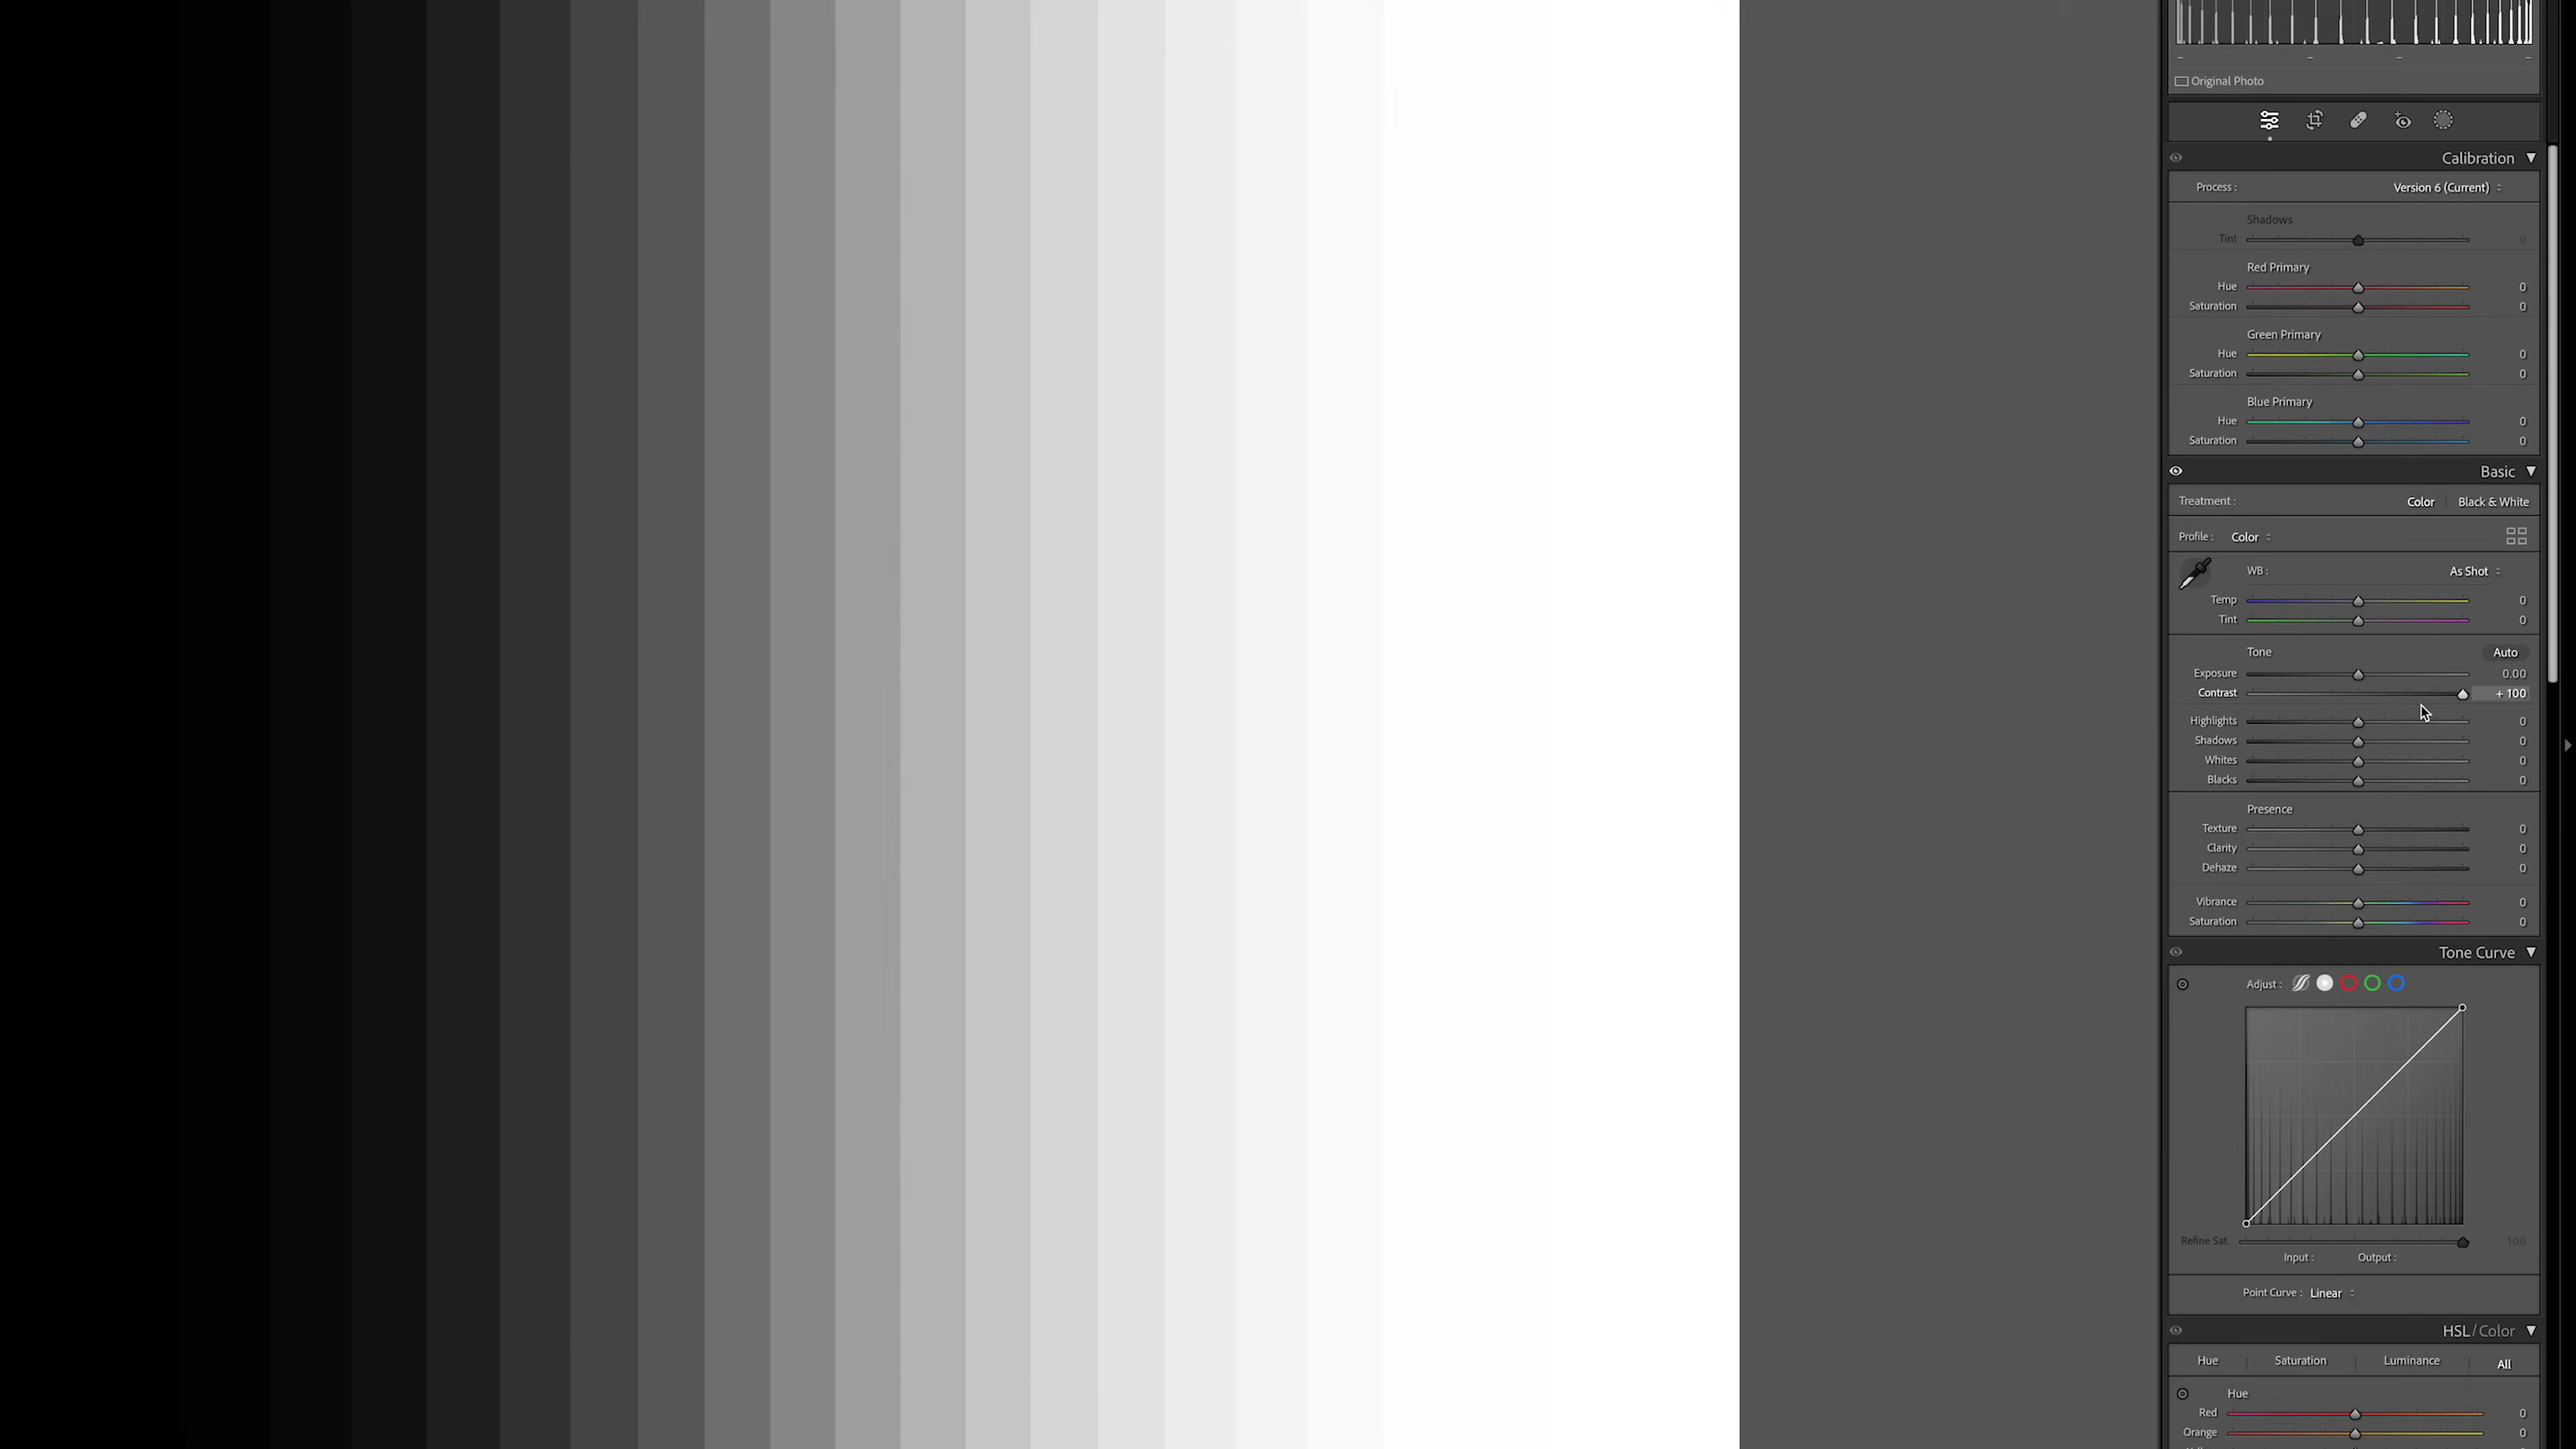 Original Photo
Calibration
Process : Version 6 (Current)
Shadows
Tint 0
Red Primary
Hue 0
Saturation 0
Green Primary
Hue 0
Saturation 0
Blue Primary
Hue 0
Saturation 0
Basic
Treatment : Color Black & White
Profile : Color
WB : As Shot
Temp 0
Tint 0
Tone Auto
Exposure 0.00
Contrast + 100
Highlights 0
Shadows 0
Whites 0
Blacks 0
Presence
Texture 0
Clarity 0
Dehaze 0
Vibrance 0
Saturation 0
Tone Curve
Adjust :
Refine Sat. 100
Input : Output :
Point Curve : Linear
HSL / Color
Hue Saturation Luminance All
Hue
Red 0
Orange 0